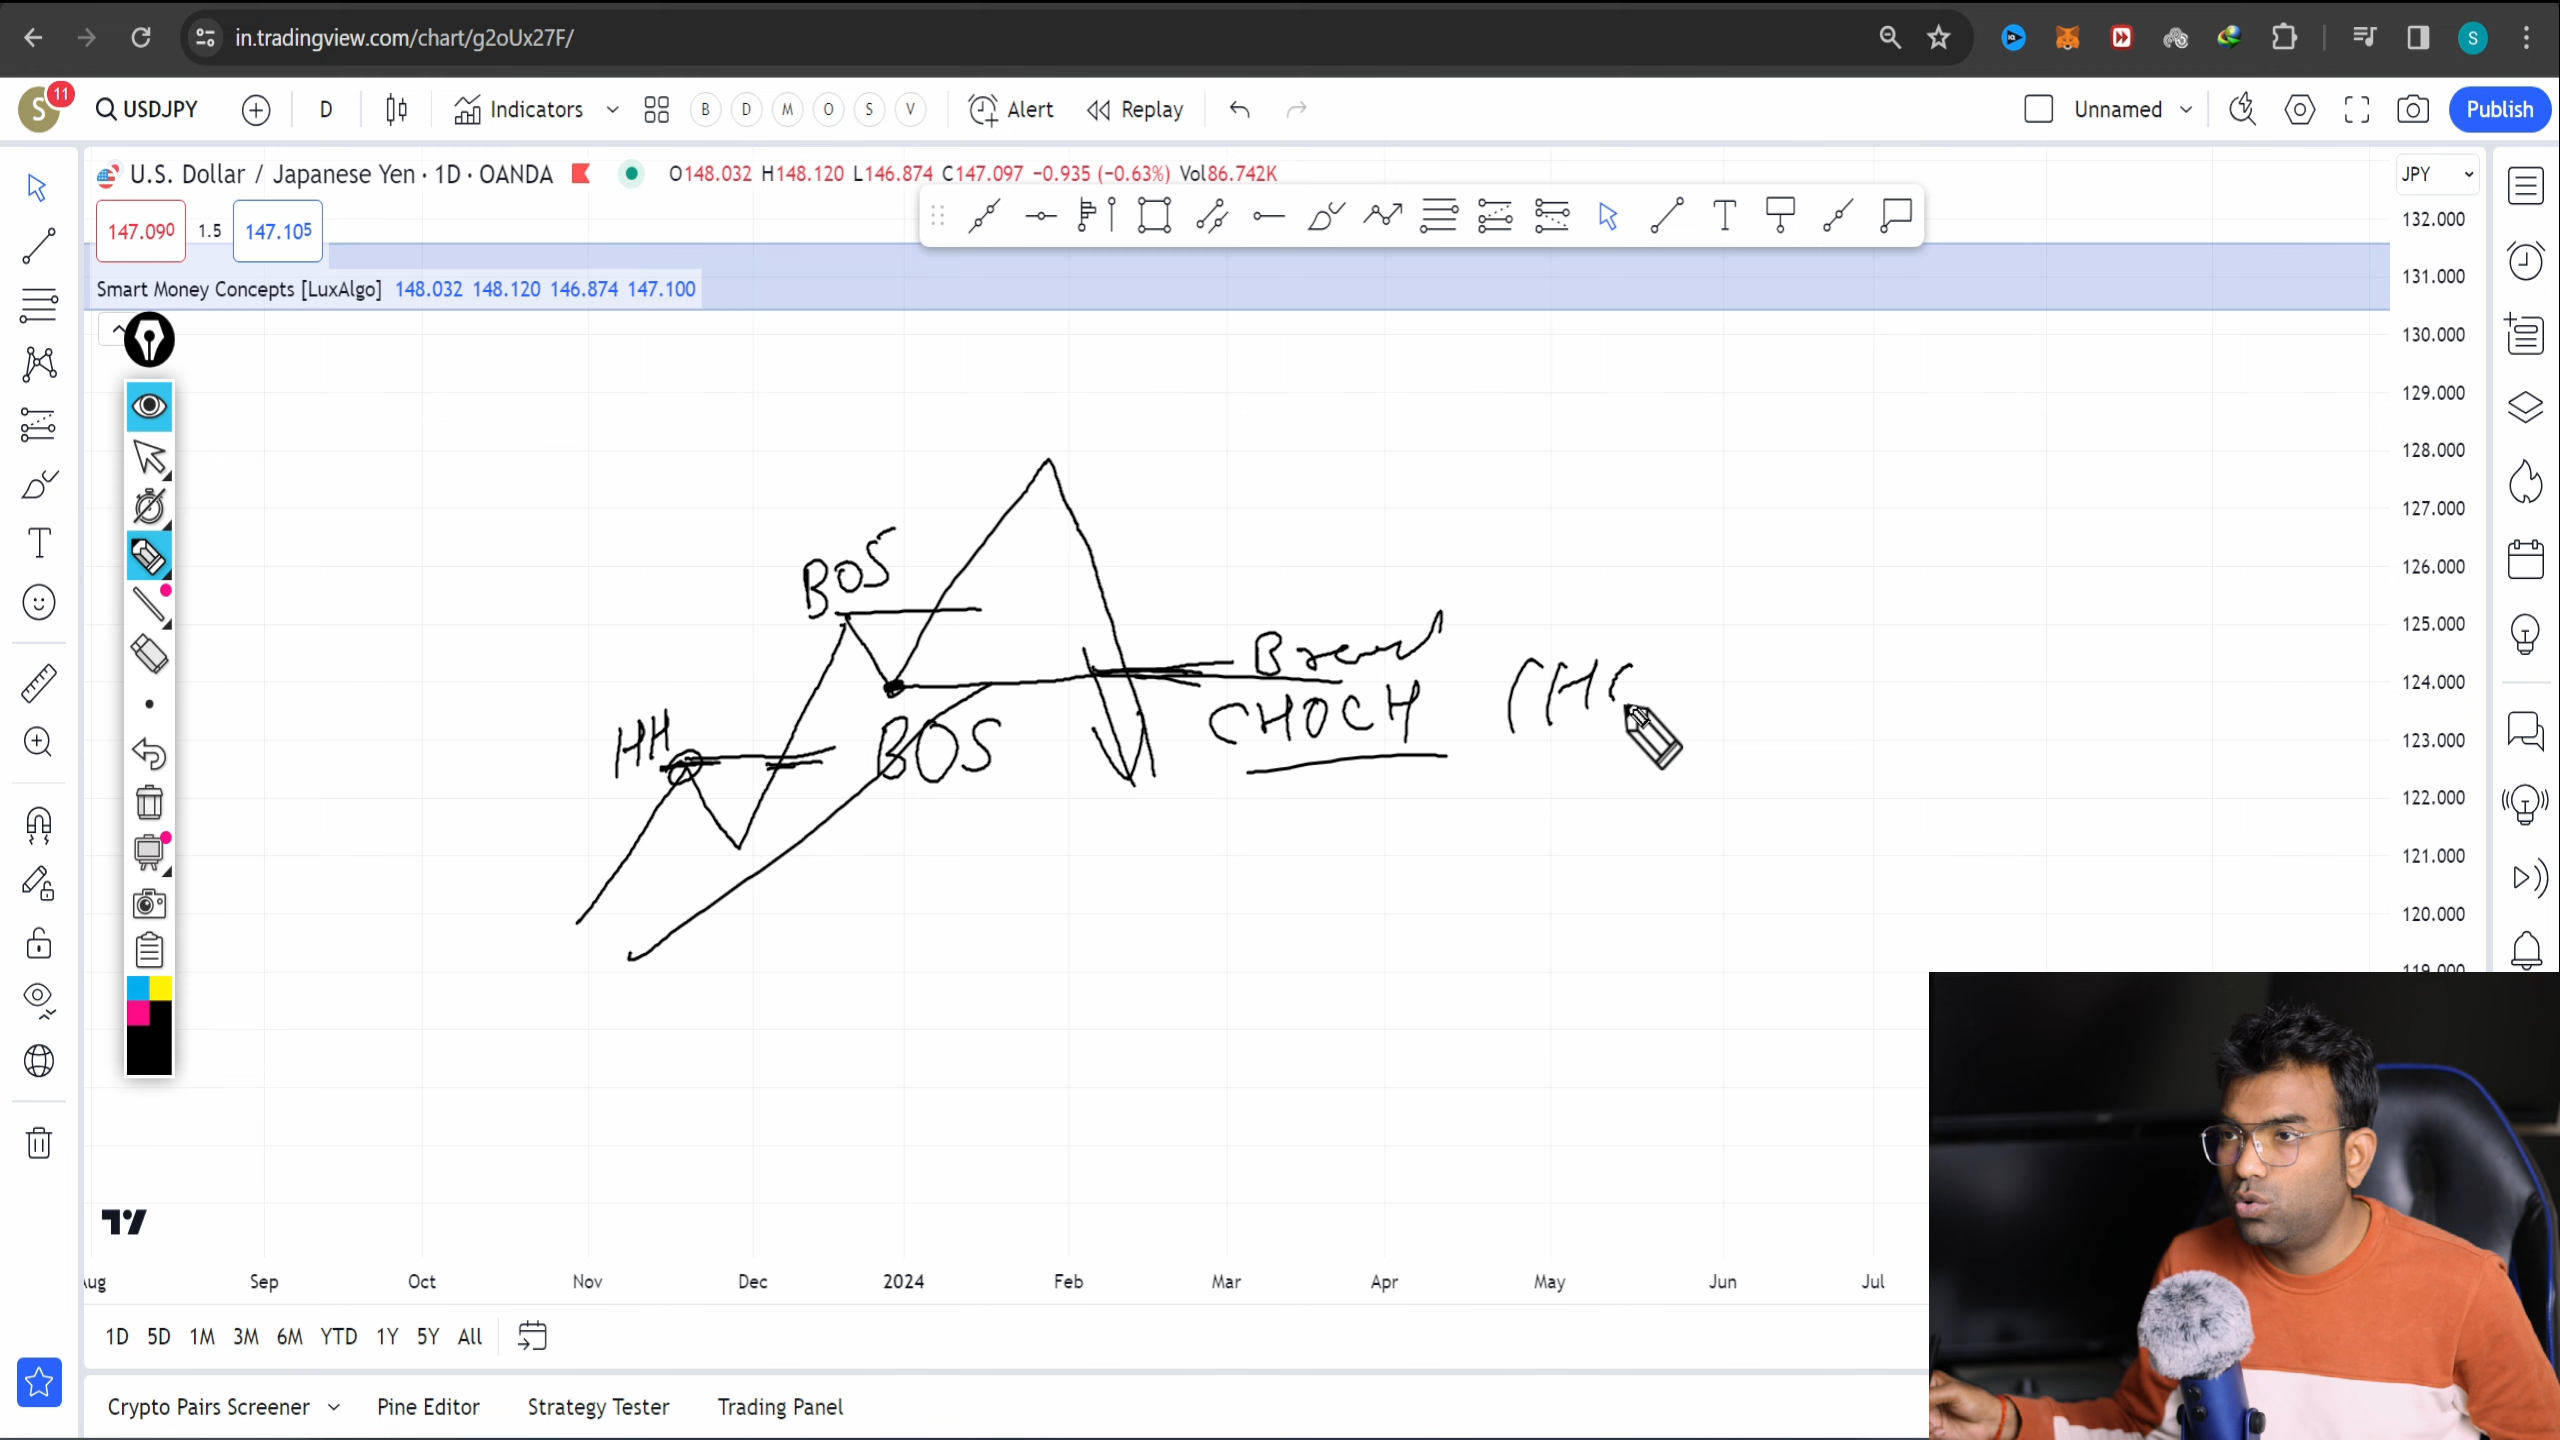 in.tradingview.com/chart/g2oUx27F/
S
S 11 USDJPY D Indicators B D M O S V Alert Replay Unnamed Publish
U.S. Dollar / Japanese Yen · 1D · OANDA O148.032 H148.120 L146.874 C147.097 −0.935 (−0.63%) Vol86.742K
JPY
147.090 1.5 147.105
Smart Money Concepts [LuxAlgo] 148.032 148.120 146.874 147.100
132.000
131.000
130.000
129.000
128.000
127.000
126.000
125.000
124.000
123.000
122.000
121.000
120.000
119.000
BOS
HH
BOS
CHOCH
CHO
Aug Sep Oct Nov Dec 2024 Feb Mar Apr May Jun Jul
1D 5D 1M 3M 6M YTD 1Y 5Y All
Crypto Pairs Screener Pine Editor Strategy Tester Trading Panel